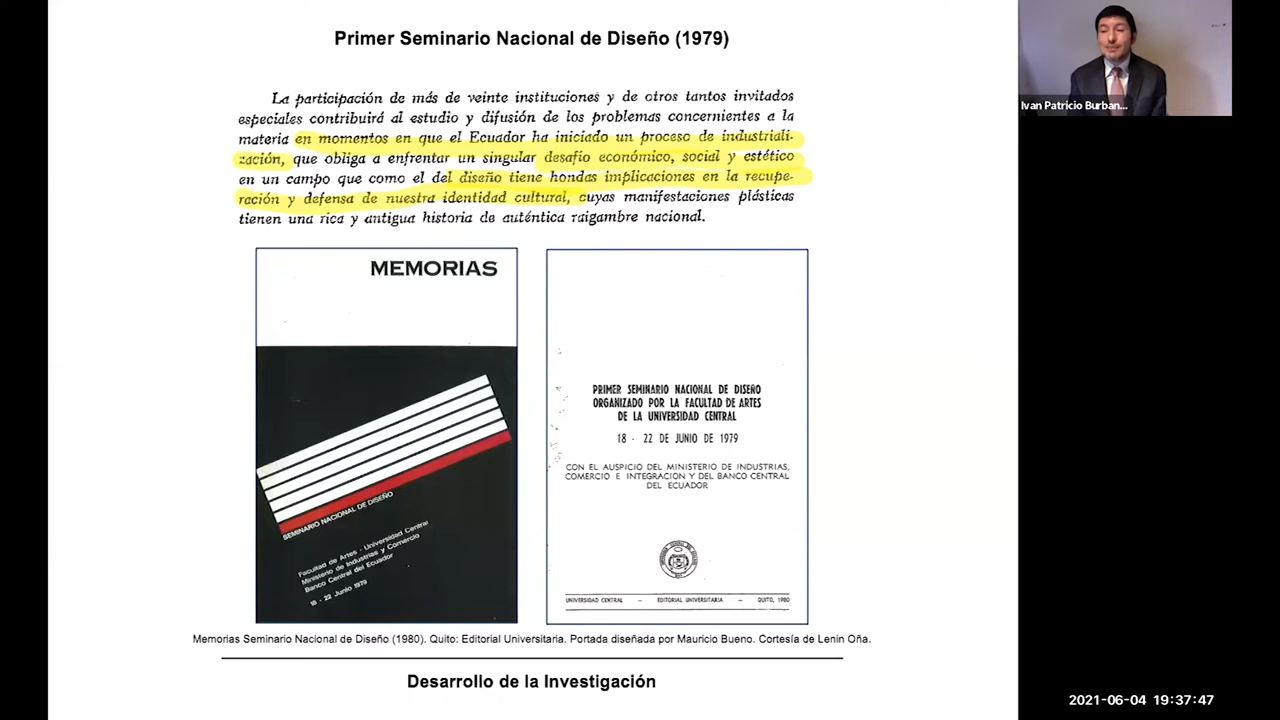 Primer Seminario Nacional de Diseño (1979)
La participación de más de veinte instituciones y de otros tantos invitados
especiales contribuirá al estudio y difusión de los problemas concernientes a la
materia en momentos en que el Ecuador ha iniciado un proceso de industriali-
zación, que obliga a enfrentar un singular desafío económico, social y estético
en un campo que como el del diseño tiene hondas implicaciones en la recupe-
ración y defensa de nuestra identidad cultural, cuyas manifestaciones plásticas
tienen una rica y antigua historia de auténtica raigambre nacional.
MEMORIAS
SEMINARIO NACIONAL DE DISEÑO
Facultad de Artes - Universidad Central
Ministerio de Industrias y Comercio
Banco Central del Ecuador
18 - 22 Junio 1979
PRIMER SEMINARIO NACIONAL DE DISEÑO
ORGANIZADO POR LA FACULTAD DE ARTES
DE LA UNIVERSIDAD CENTRAL
18 - 22 DE JUNIO DE 1979
CON EL AUSPICIO DEL MINISTERIO DE INDUSTRIAS,
COMERCIO E INTEGRACION Y DEL BANCO CENTRAL
DEL ECUADOR
UNIVERSIDAD CENTRAL — EDITORIAL UNIVERSITARIA — QUITO, 1980
Memorias Seminario Nacional de Diseño (1980). Quito: Editorial Universitaria. Portada diseñada por Mauricio Bueno. Cortesía de Lenin Oña.
Desarrollo de la Investigación
Ivan Patricio Burban...
2021-06-04 19:37:47